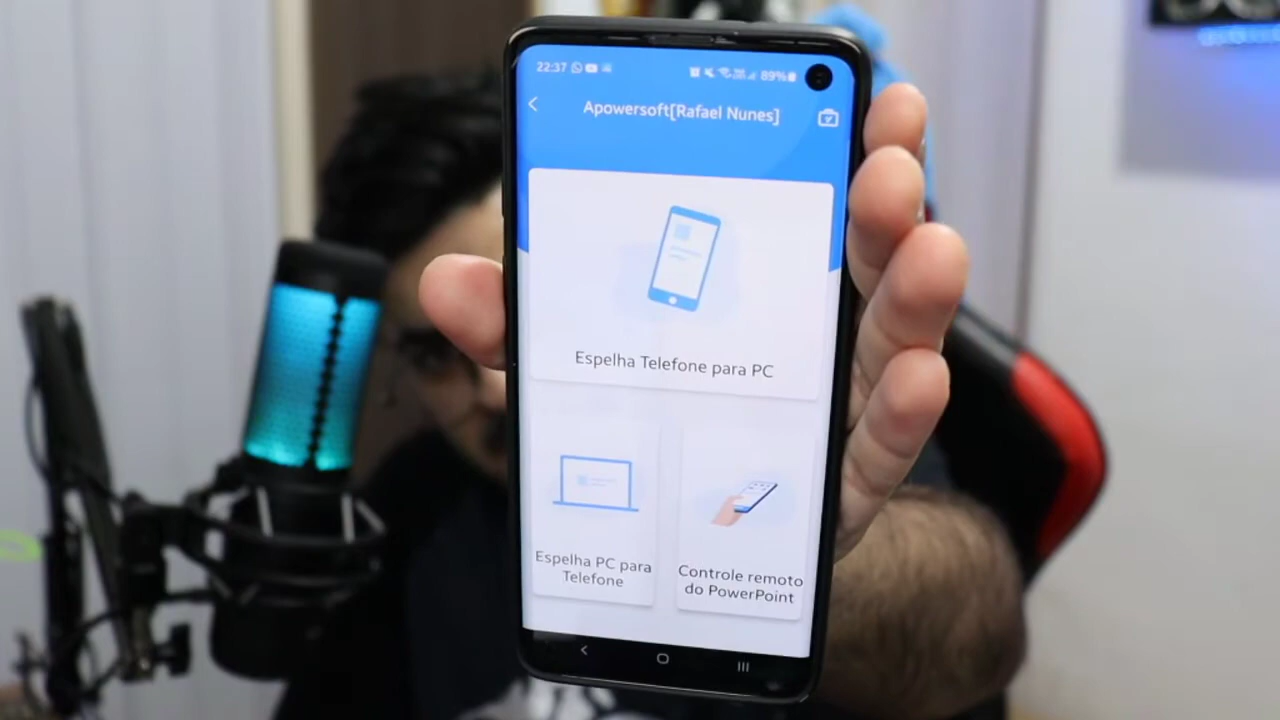 22:37
89%
Apowersoft[Rafael Nunes]
Espelha Telefone para PC
Espelha PC para
Telefone
Controle remoto
do PowerPoint